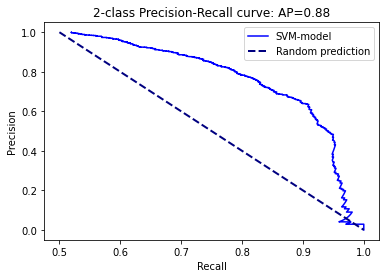 2-class Precision-Recall curve: AP=0.88
SVM-model
Random prediction
Precision
1.0
0.8
0.6
0.4
0.2
0.0
0.5 0.6 0.7 0.8 0.9 1.0
Recall